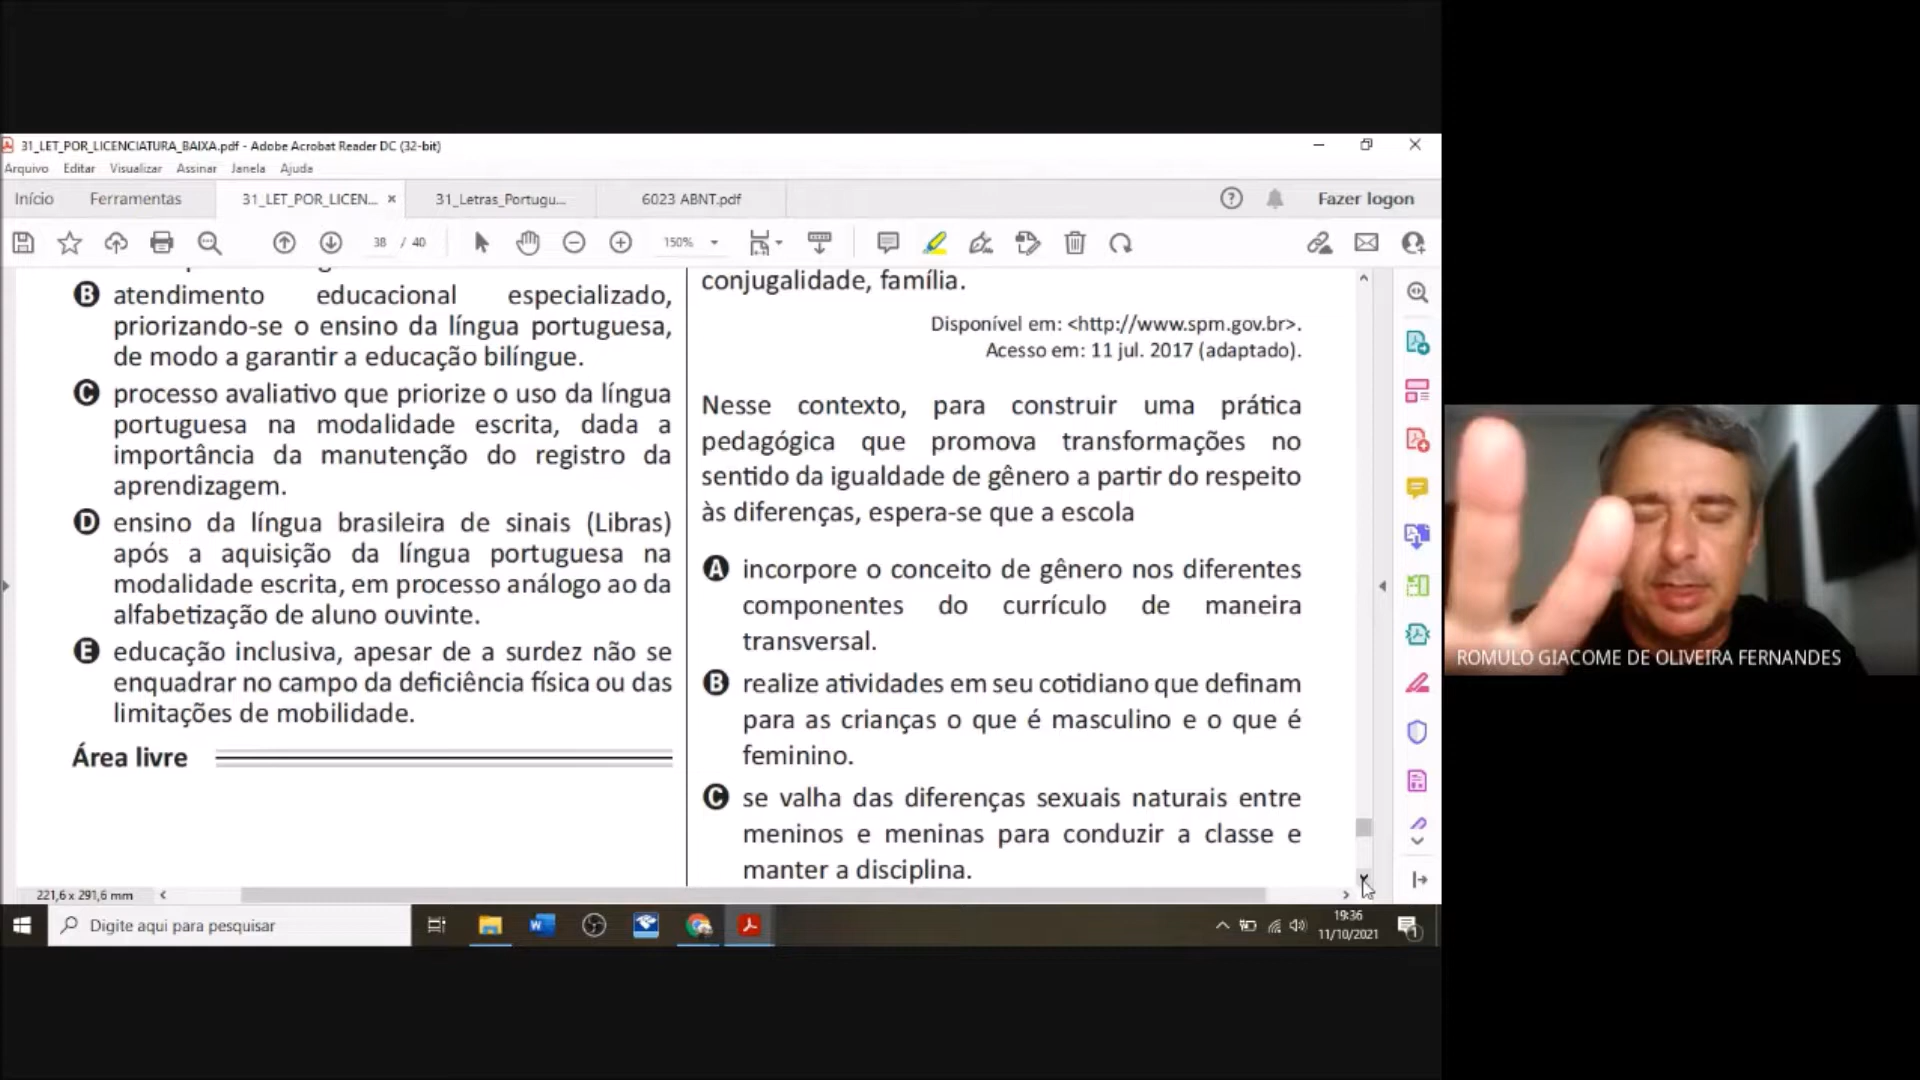 31_LET_POR_LICENCIATURA_BAIXA.pdf - Adobe Acrobat Reader DC (32-bit)
Arquivo Editar Visualizar Assinar Janela Ajuda
Início Ferramentas 31_LET_POR_LICEN... × 31_Letras_Portugu... 6023 ABNT.pdf Fazer logon
38 / 40 150%
B atendimento educacional especializado,
priorizando-se o ensino da língua portuguesa,
de modo a garantir a educação bilíngue.
C processo avaliativo que priorize o uso da língua
portuguesa na modalidade escrita, dada a
importância da manutenção do registro da
aprendizagem.
D ensino da língua brasileira de sinais (Libras)
após a aquisição da língua portuguesa na
modalidade escrita, em processo análogo ao da
alfabetização de aluno ouvinte.
E educação inclusiva, apesar de a surdez não se
enquadrar no campo da deficiência física ou das
limitações de mobilidade.
Área livre
conjugalidade, família.
Disponível em: <http://www.spm.gov.br>.
Acesso em: 11 jul. 2017 (adaptado).
Nesse contexto, para construir uma prática
pedagógica que promova transformações no
sentido da igualdade de gênero a partir do respeito
às diferenças, espera-se que a escola
A incorpore o conceito de gênero nos diferentes
componentes do currículo de maneira
transversal.
B realize atividades em seu cotidiano que definam
para as crianças o que é masculino e o que é
feminino.
C se valha das diferenças sexuais naturais entre
meninos e meninas para conduzir a classe e
manter a disciplina.
221,6 x 291,6 mm
Digite aqui para pesquisar
19:36
11/10/2021
1
ROMULO GIACOME DE OLIVEIRA FERNANDES